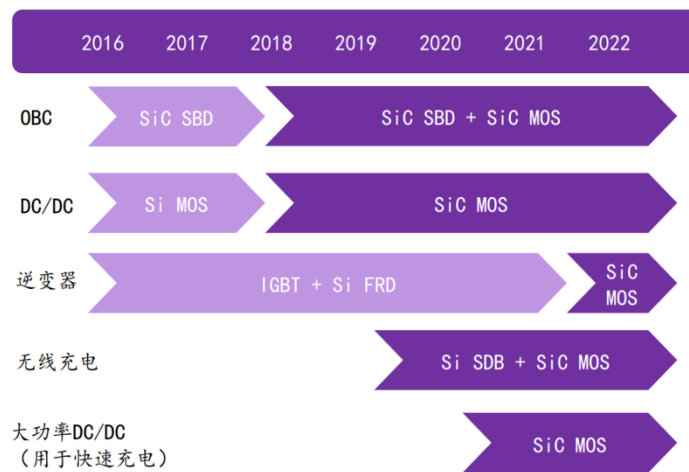 2016 2017 2018 2019 2020 2021 2022
OBC SiC SBD SiC SBD + SiC MOS
DC/DC Si MOS SiC MOS
逆变器 IGBT + Si FRD SiC
MOS
无线充电 Si SDB + SiC MOS
大功率DC/DC
（用于快速充电） SiC MOS